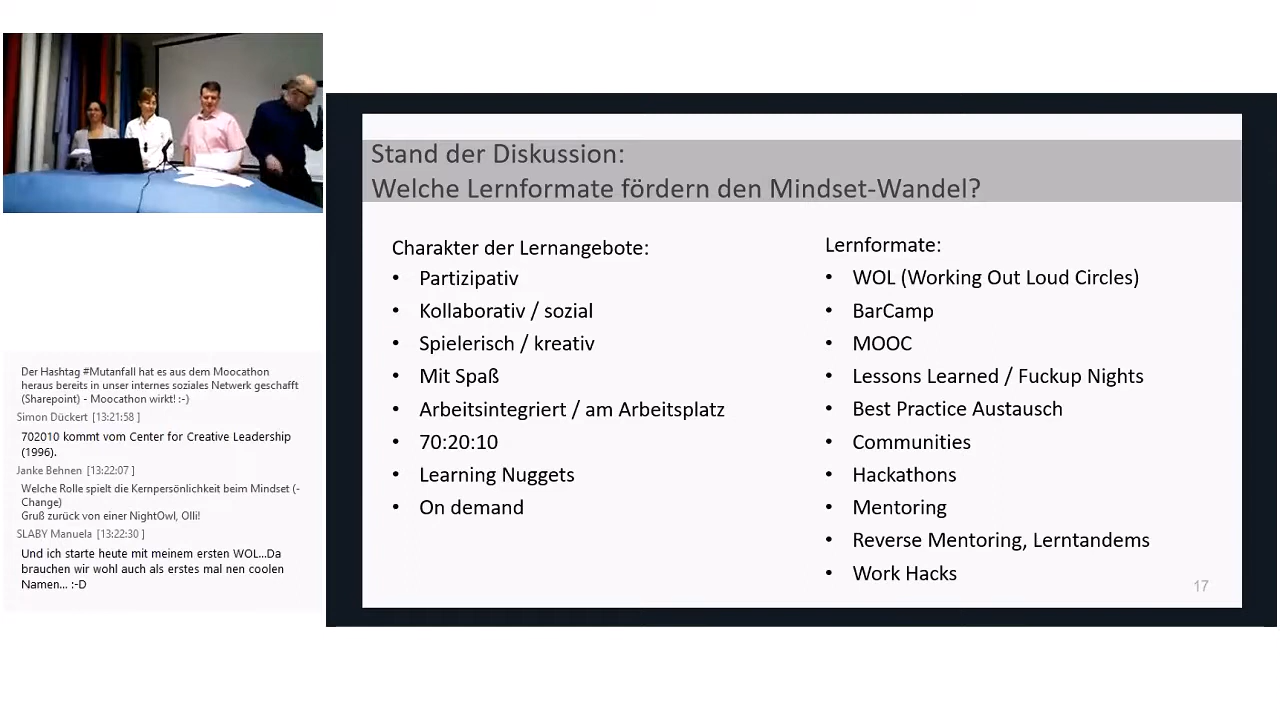 Stand der Diskussion:
Welche Lernformate fördern den Mindset-Wandel?
Charakter der Lernangebote:
• Partizipativ
• Kollaborativ / sozial
• Spielerisch / kreativ
• Mit Spaß
• Arbeitsintegriert / am Arbeitsplatz
• 70:20:10
• Learning Nuggets
• On demand
Lernformate:
• WOL (Working Out Loud Circles)
• BarCamp
• MOOC
• Lessons Learned / Fuckup Nights
• Best Practice Austausch
• Communities
• Hackathons
• Mentoring
• Reverse Mentoring, Lerntandems
• Work Hacks
17
Der Hashtag #Mutanfall hat es aus dem Moocathon
heraus bereits in unser internes soziales Netwerk geschafft
(Sharepoint) - Moocathon wirkt! :-)
Simon Dückert [13:21:58 ]
702010 kommt vom Center for Creative Leadership
(1996).
Janke Behnen [13:22:07 ]
Welche Rolle spielt die Kernpersönlichkeit beim Mindset (-
Change)
Gruß zurück von einer NightOwl, Olli!
SLABY Manuela [13:22:30 ]
Und ich starte heute mit meinem ersten WOL...Da
brauchen wir wohl auch als erstes mal nen coolen
Namen... :-D